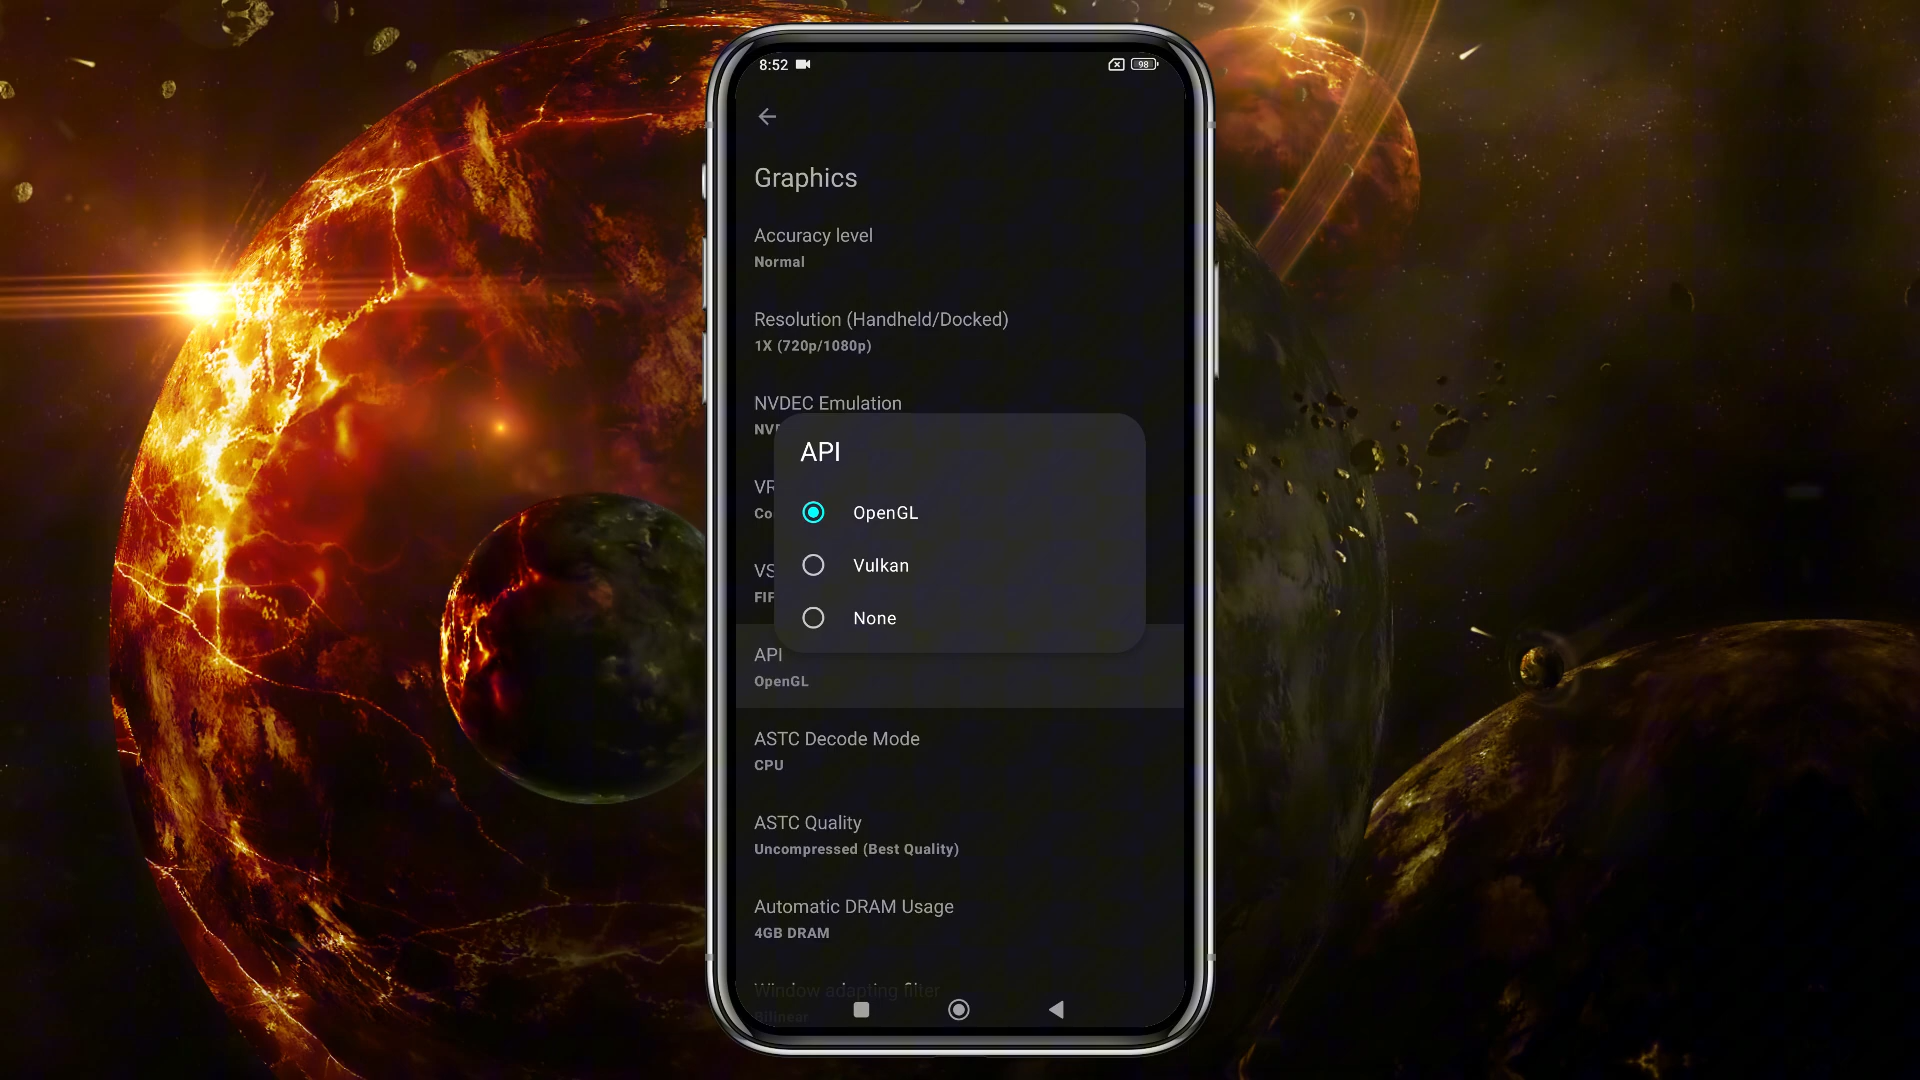 8:52
98
Graphics
Accuracy level
Normal
Resolution (Handheld/Docked)
1X (720p/1080p)
NVDEC Emulation
API
OpenGL
Vulkan
None
API
OpenGL
ASTC Decode Mode
CPU
ASTC Quality
Uncompressed (Best Quality)
Automatic DRAM Usage
4GB DRAM
Window adapting filter
Bilinear